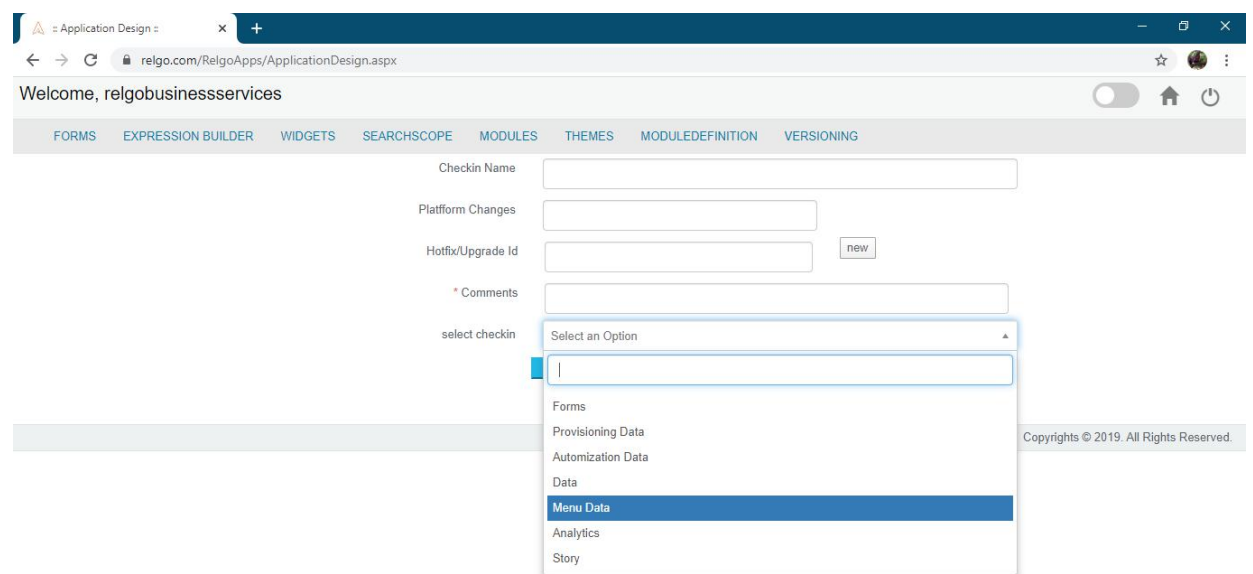 :: Application Design ::
relgo.com/RelgoApps/ApplicationDesign.aspx
Welcome, relgobusinessservices
FORMS EXPRESSION BUILDER WIDGETS SEARCHSCOPE MODULES THEMES MODULEDEFINITION VERSIONING
Checkin Name
Platfform Changes
Hotfix/Upgrade Id new
* Comments
select checkin Select an Option
Forms
Provisioning Data
Copyrights © 2019. All Rights Reserved.
Automization Data
Data
Menu Data
Analytics
Story